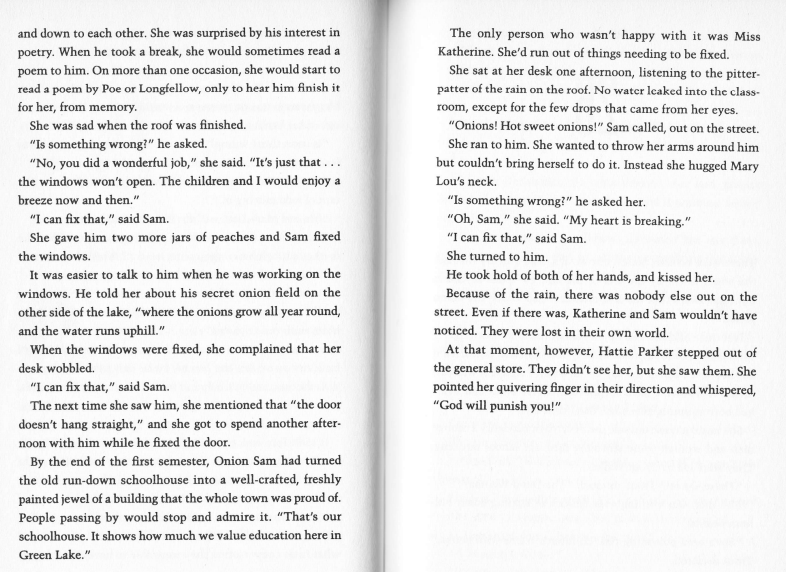 and down to each other. She was surprised by his interest in
poetry. When he took a break, she would sometimes read a
poem to him. On more than one occasion, she would start to
read a poem by Poe or Longfellow, only to hear him finish it
for her, from memory.
She was sad when the roof was finished.
"Is something wrong?" he asked.
"No, you did a wonderful job," she said. "It's just that . . .
the windows won't open. The children and I would enjoy a
breeze now and then."
"I can fix that," said Sam.
She gave him two more jars of peaches and Sam fixed
the windows.
It was easier to talk to him when he was working on the
windows. He told her about his secret onion field on the
other side of the lake, "where the onions grow all year round,
and the water runs uphill."
When the windows were fixed, she complained that her
desk wobbled.
"I can fix that," said Sam.
The next time she saw him, she mentioned that "the door
doesn't hang straight," and she got to spend another after-
noon with him while he fixed the door.
By the end of the first semester, Onion Sam had turned
the old run-down schoolhouse into a well-crafted, freshly
painted jewel of a building that the whole town was proud of.
People passing by would stop and admire it. "That's our
schoolhouse. It shows how much we value education here in
Green Lake."
The only person who wasn't happy with it was Miss
Katherine. She'd run out of things needing to be fixed.
She sat at her desk one afternoon, listening to the pitter-
patter of the rain on the roof. No water leaked into the class-
room, except for the few drops that came from her eyes.
"Onions! Hot sweet onions!" Sam called, out on the street.
She ran to him. She wanted to throw her arms around him
but couldn't bring herself to do it. Instead she hugged Mary
Lou's neck.
"Is something wrong?" he asked her.
"Oh, Sam," she said. "My heart is breaking."
"I can fix that," said Sam.
She turned to him.
He took hold of both of her hands, and kissed her.
Because of the rain, there was nobody else out on the
street. Even if there was, Katherine and Sam wouldn't have
noticed. They were lost in their own world.
At that moment, however, Hattie Parker stepped out of
the general store. They didn't see her, but she saw them. She
pointed her quivering finger in their direction and whispered,
"God will punish you!"